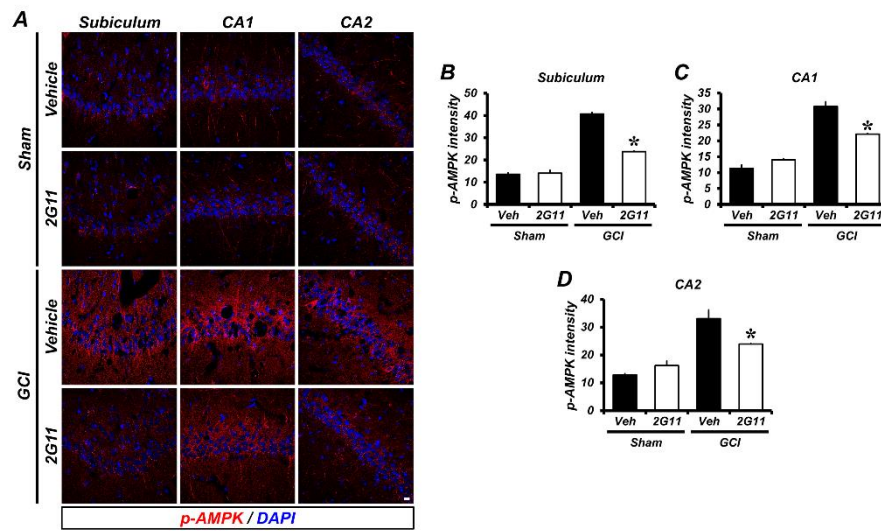 A
Subiculum CA1 CA2
Sham
Vehicle
2G11
GCI
Vehicle
2G11
p-AMPK / DAPI
B
Subiculum
p-AMPK intensity
50
40
30
20
10
0
*
Veh 2G11 Veh 2G11
Sham GCI
C
CA1
p-AMPK intensity
35
30
25
20
15
10
5
0
*
Veh 2G11 Veh 2G11
Sham GCI
D
CA2
p-AMPK intensity
40
30
20
10
0
*
Veh 2G11 Veh 2G11
Sham GCI